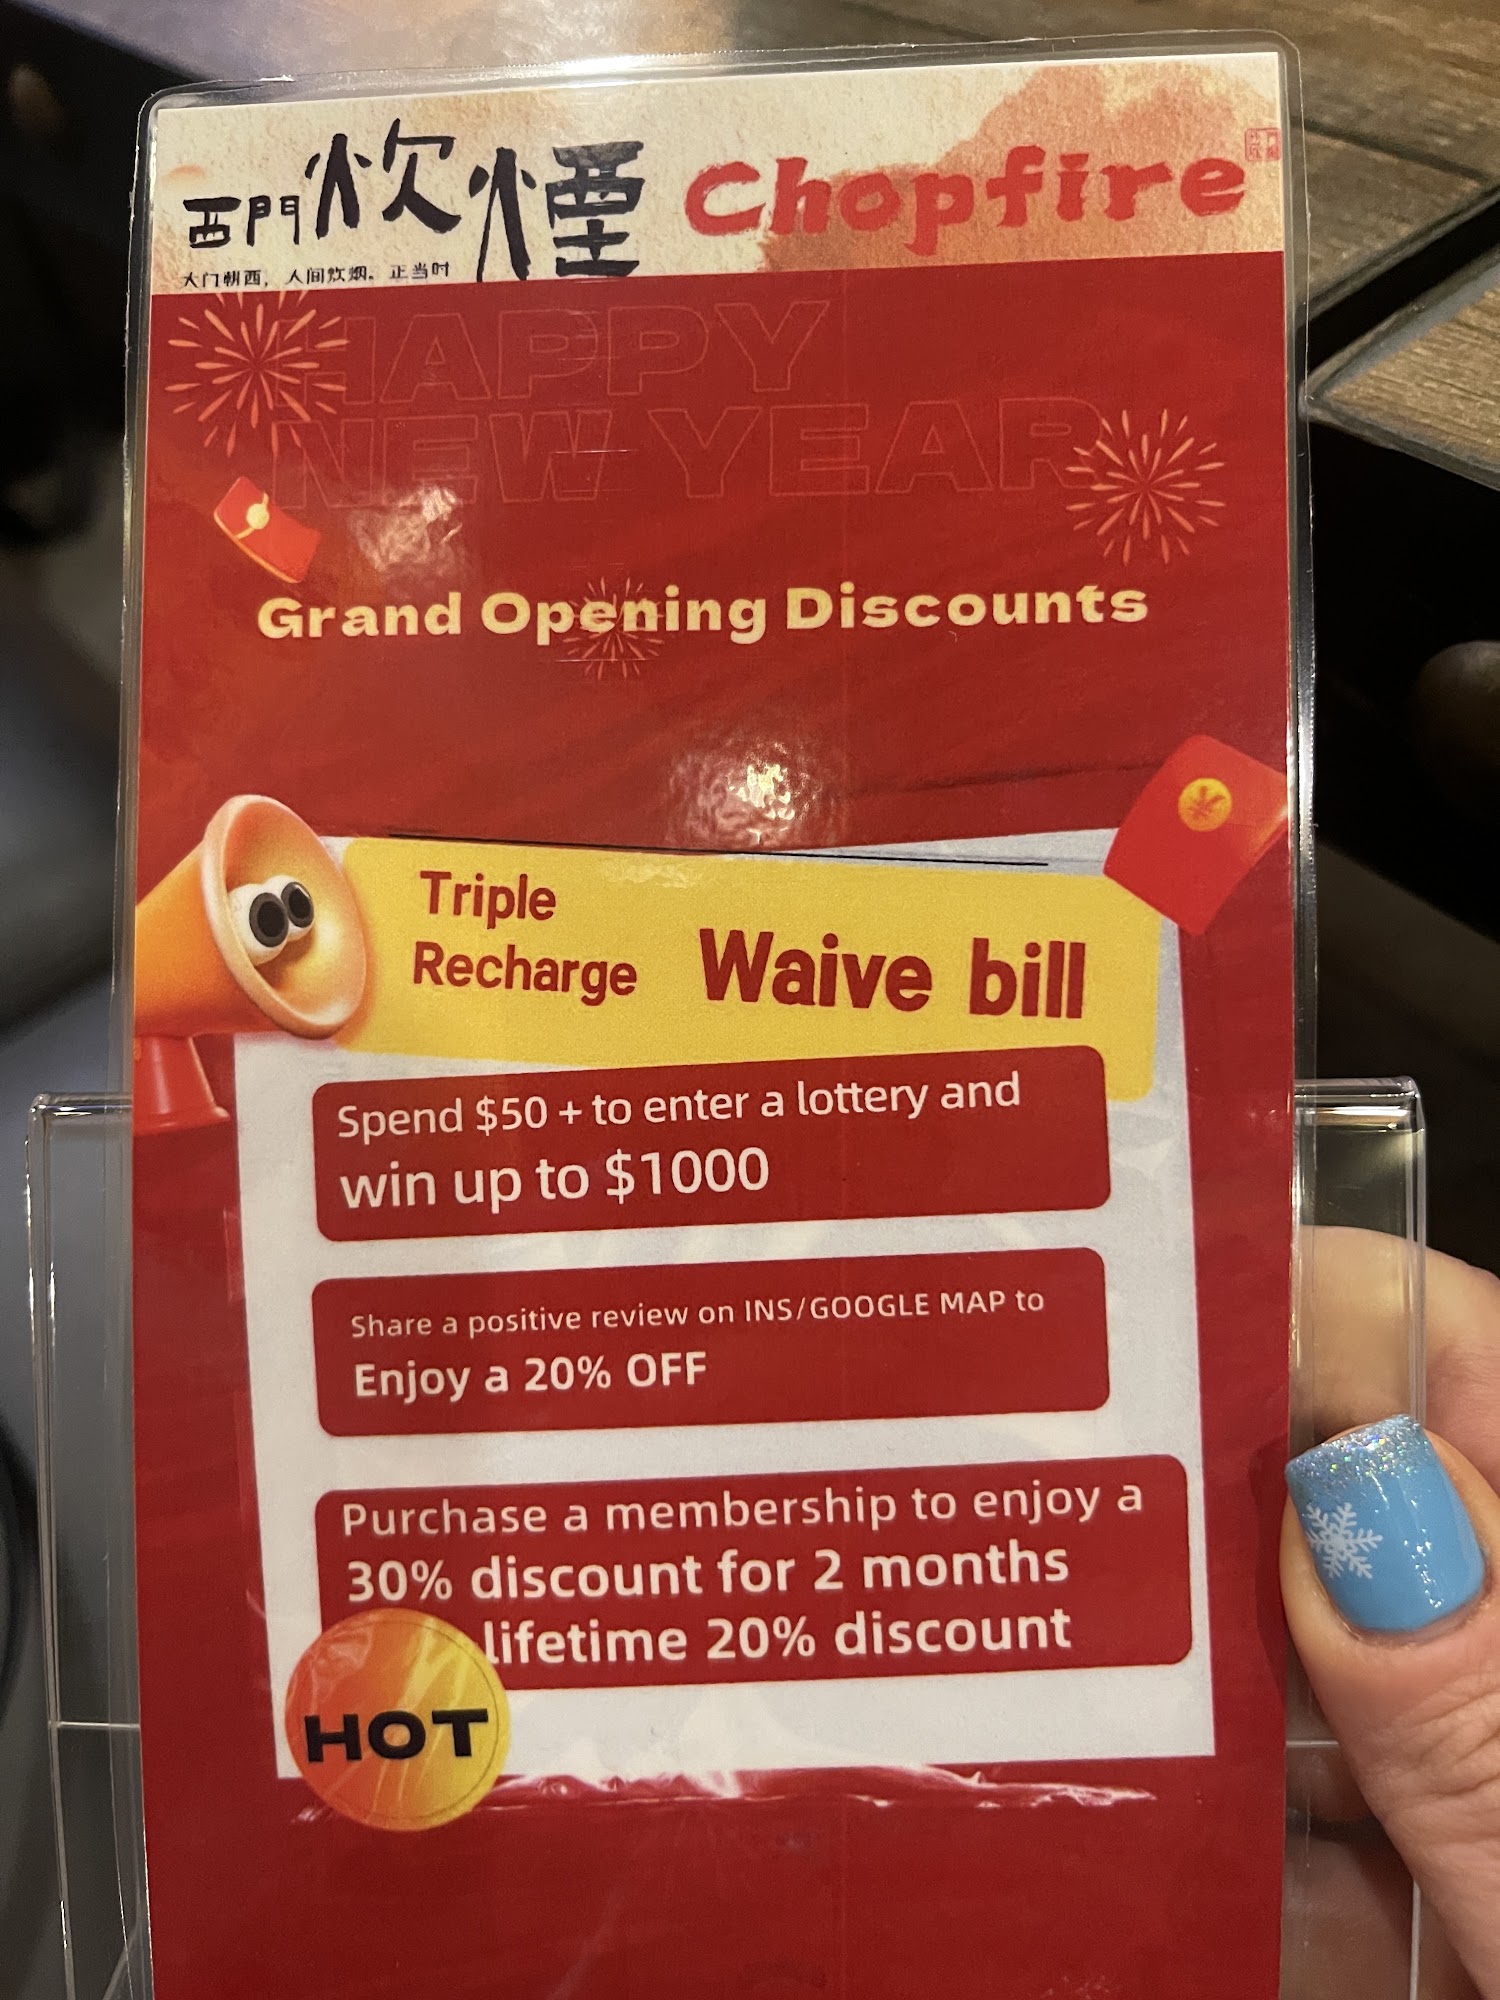 西門炊煙 Chopfire
大门朝西，人间炊烟。正当时
HAPPY
NEW YEAR
Grand Opening Discounts
Triple
Recharge
Waive bill
Spend $50 + to enter a lottery and
win up to $1000
Share a positive review on INS/GOOGLE MAP to
Enjoy a 20% OFF
Purchase a membership to enjoy a
30% discount for 2 months
lifetime 20% discount
HOT